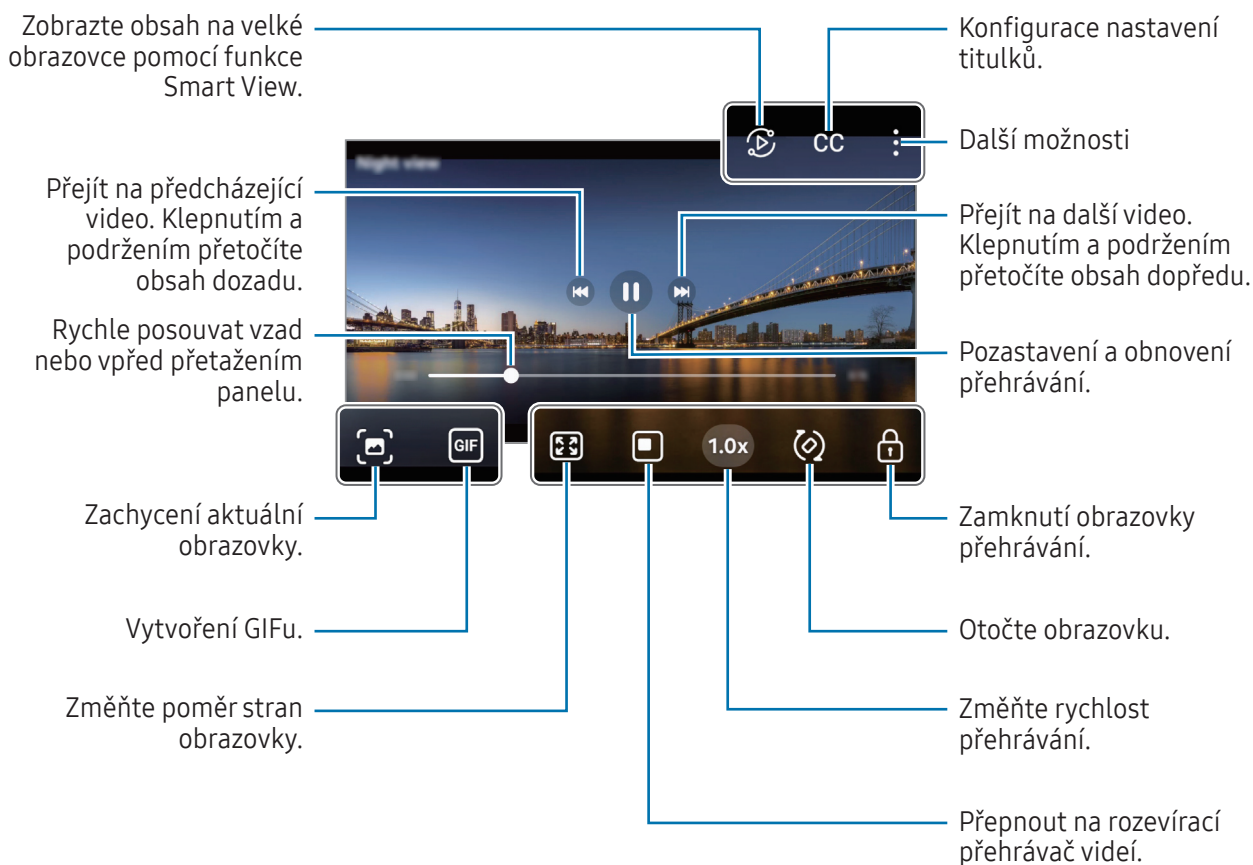 Zobrazte obsah na velké
obrazovce pomocí funkce
Smart View.
Konfigurace nastavení
titulků.
Další možnosti
CC
Night view
Přejít na předcházející
video. Klepnutím a
podržením přetočíte
obsah dozadu.
Přejít na další video.
Klepnutím a podržením
přetočíte obsah dopředu.
Rychle posouvat vzad
nebo vpřed přetažením
panelu.
Pozastavení a obnovení
přehrávání.
GIF
1.0x
Zachycení aktuální
obrazovky.
Zamknutí obrazovky
přehrávání.
Vytvoření GIFu.
Otočte obrazovku.
Změňte poměr stran
obrazovky.
Změňte rychlost
přehrávání.
Přepnout na rozevírací
přehrávač videí.